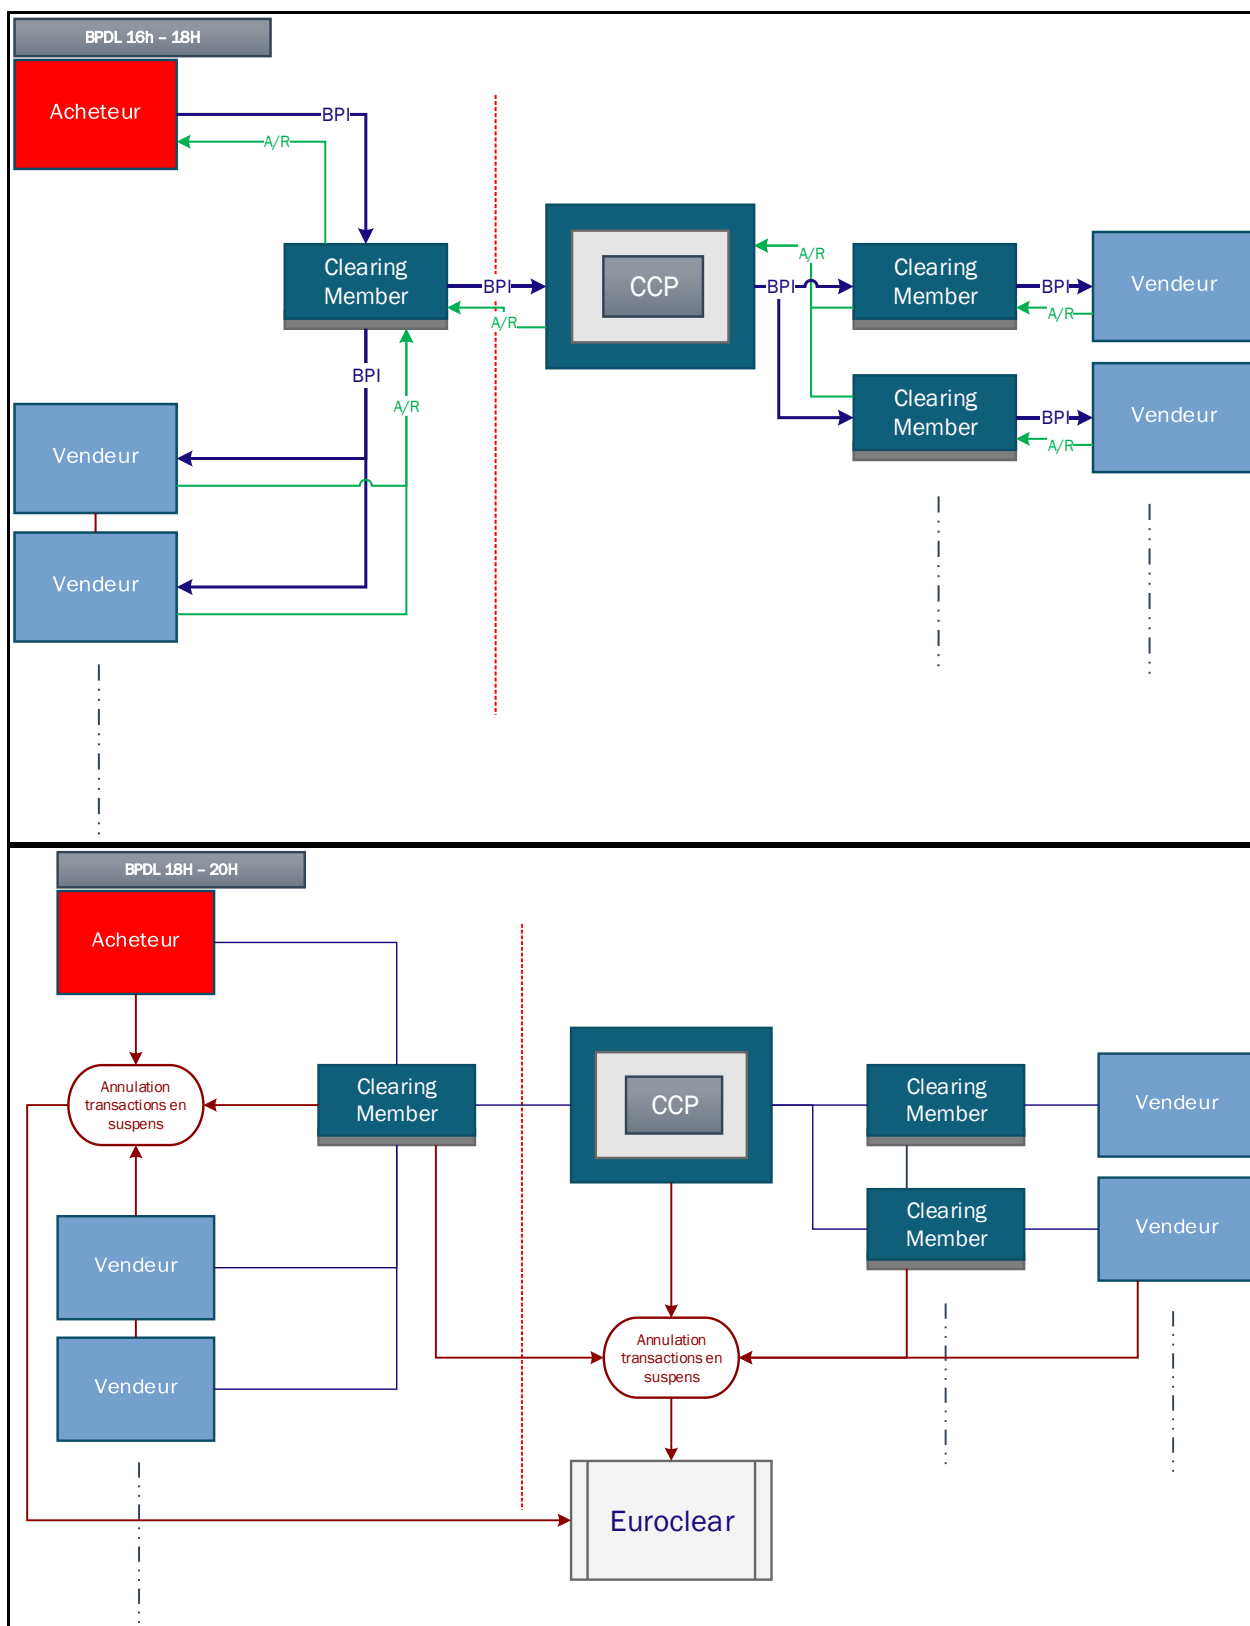 BPDL 16h – 18H
Acheteur
BPI
A/R
Clearing
Member
BPI
A/R
CCP
BPI
A/R
Clearing
Member
BPI
A/R
Vendeur
Clearing
Member
BPI
A/R
Vendeur
BPI
A/R
Vendeur
Vendeur
BPDL 18H – 20H
Acheteur
Annulation
transactions en
suspens
Clearing
Member
CCP
Clearing
Member
Vendeur
Clearing
Member
Vendeur
Vendeur
Vendeur
Annulation
transactions en
suspens
Euroclear